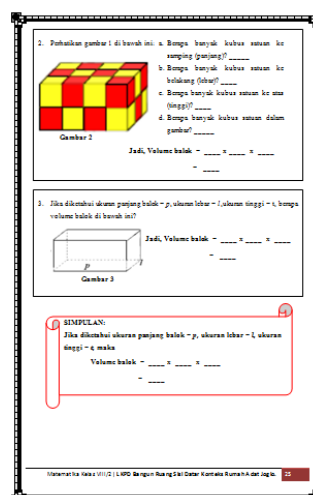 2. Perhatikan gambar 1 di bawah ini:
a. Berapa banyak kubus satuan ke
samping (panjang)? _____
b. Berapa banyak kubus satuan ke
belakang (lebar)? _____
c. Berapa banyak kubus satuan ke atas
(tinggi)? _____
d. Berapa banyak kubus satuan dalam
gambar? _____
Gambar 2
Jadi, Volume balok = ____ x ____ x ____
= ____
3. Jika diketahui ukuran panjang balok = p, ukuran lebar = l, ukuran tinggi = t, berapa
volume balok di bawah ini?
Jadi, Volume balok = ____ x ____ x ____
= ____
p
l
Gambar 3
SIMPULAN:
Jika diketahui ukuran panjang balok = p, ukuran lebar = l, ukuran
tinggi = t, maka
Volume balok = ____ x ____ x ____
= ____
Matematika Kelas VIII/2 | LKPD Bangun Ruang Sisi Datar Konteks Rumah Adat Joglo. 25